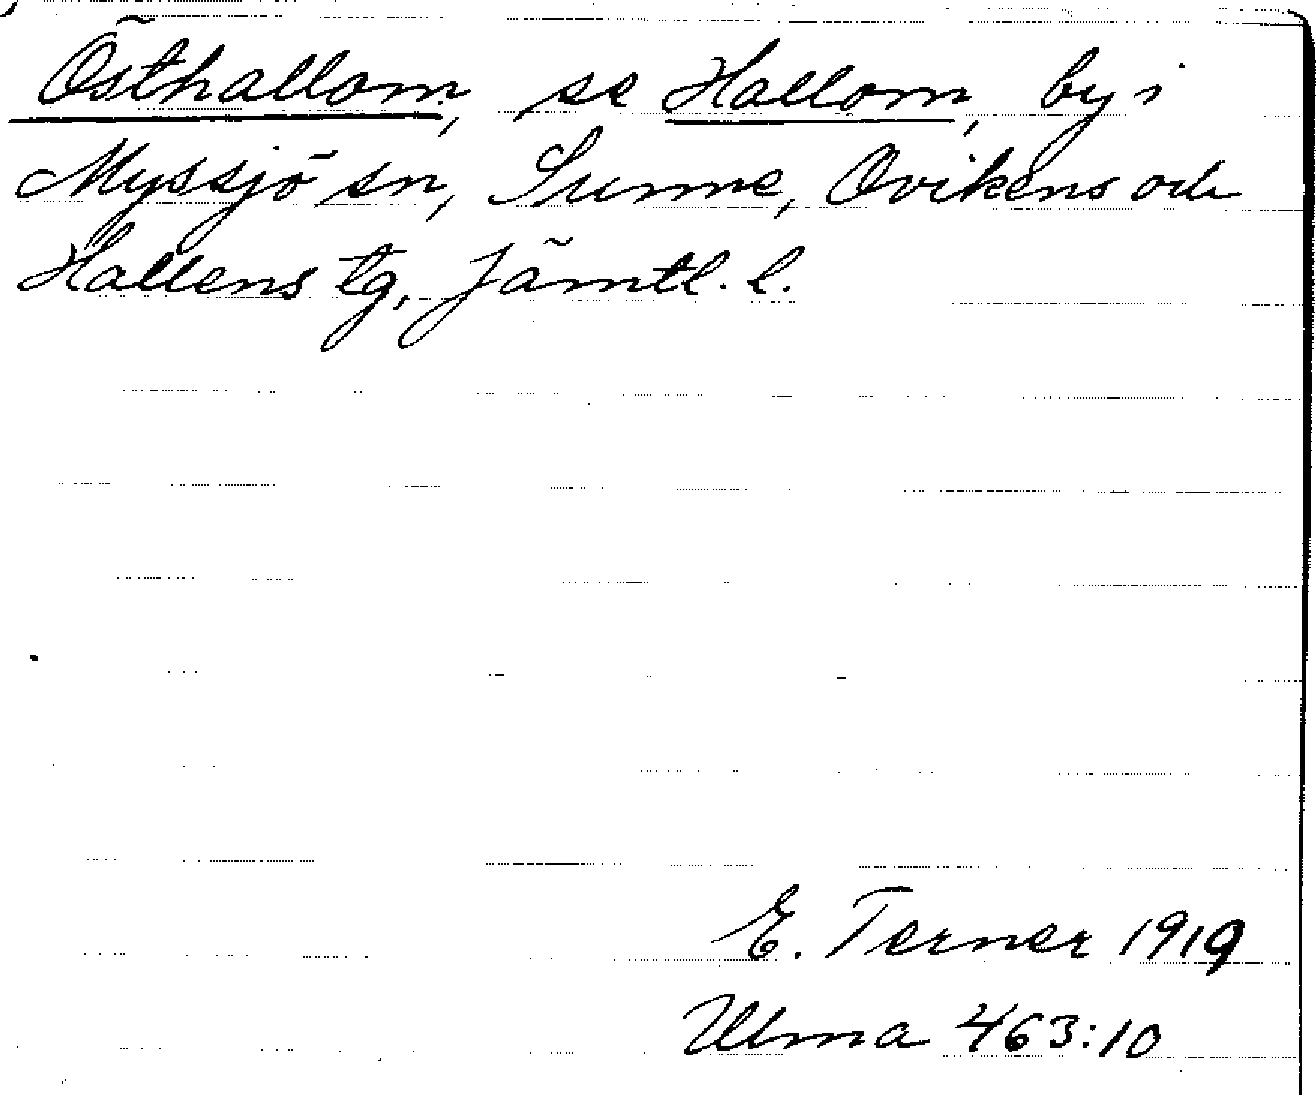 Östhallom, se Hallom, by i
Myssjö sn, Sunne, Ovikens och
Hallens tg, Jämtl. l.
E. Terner 1919
Ulma 463:10